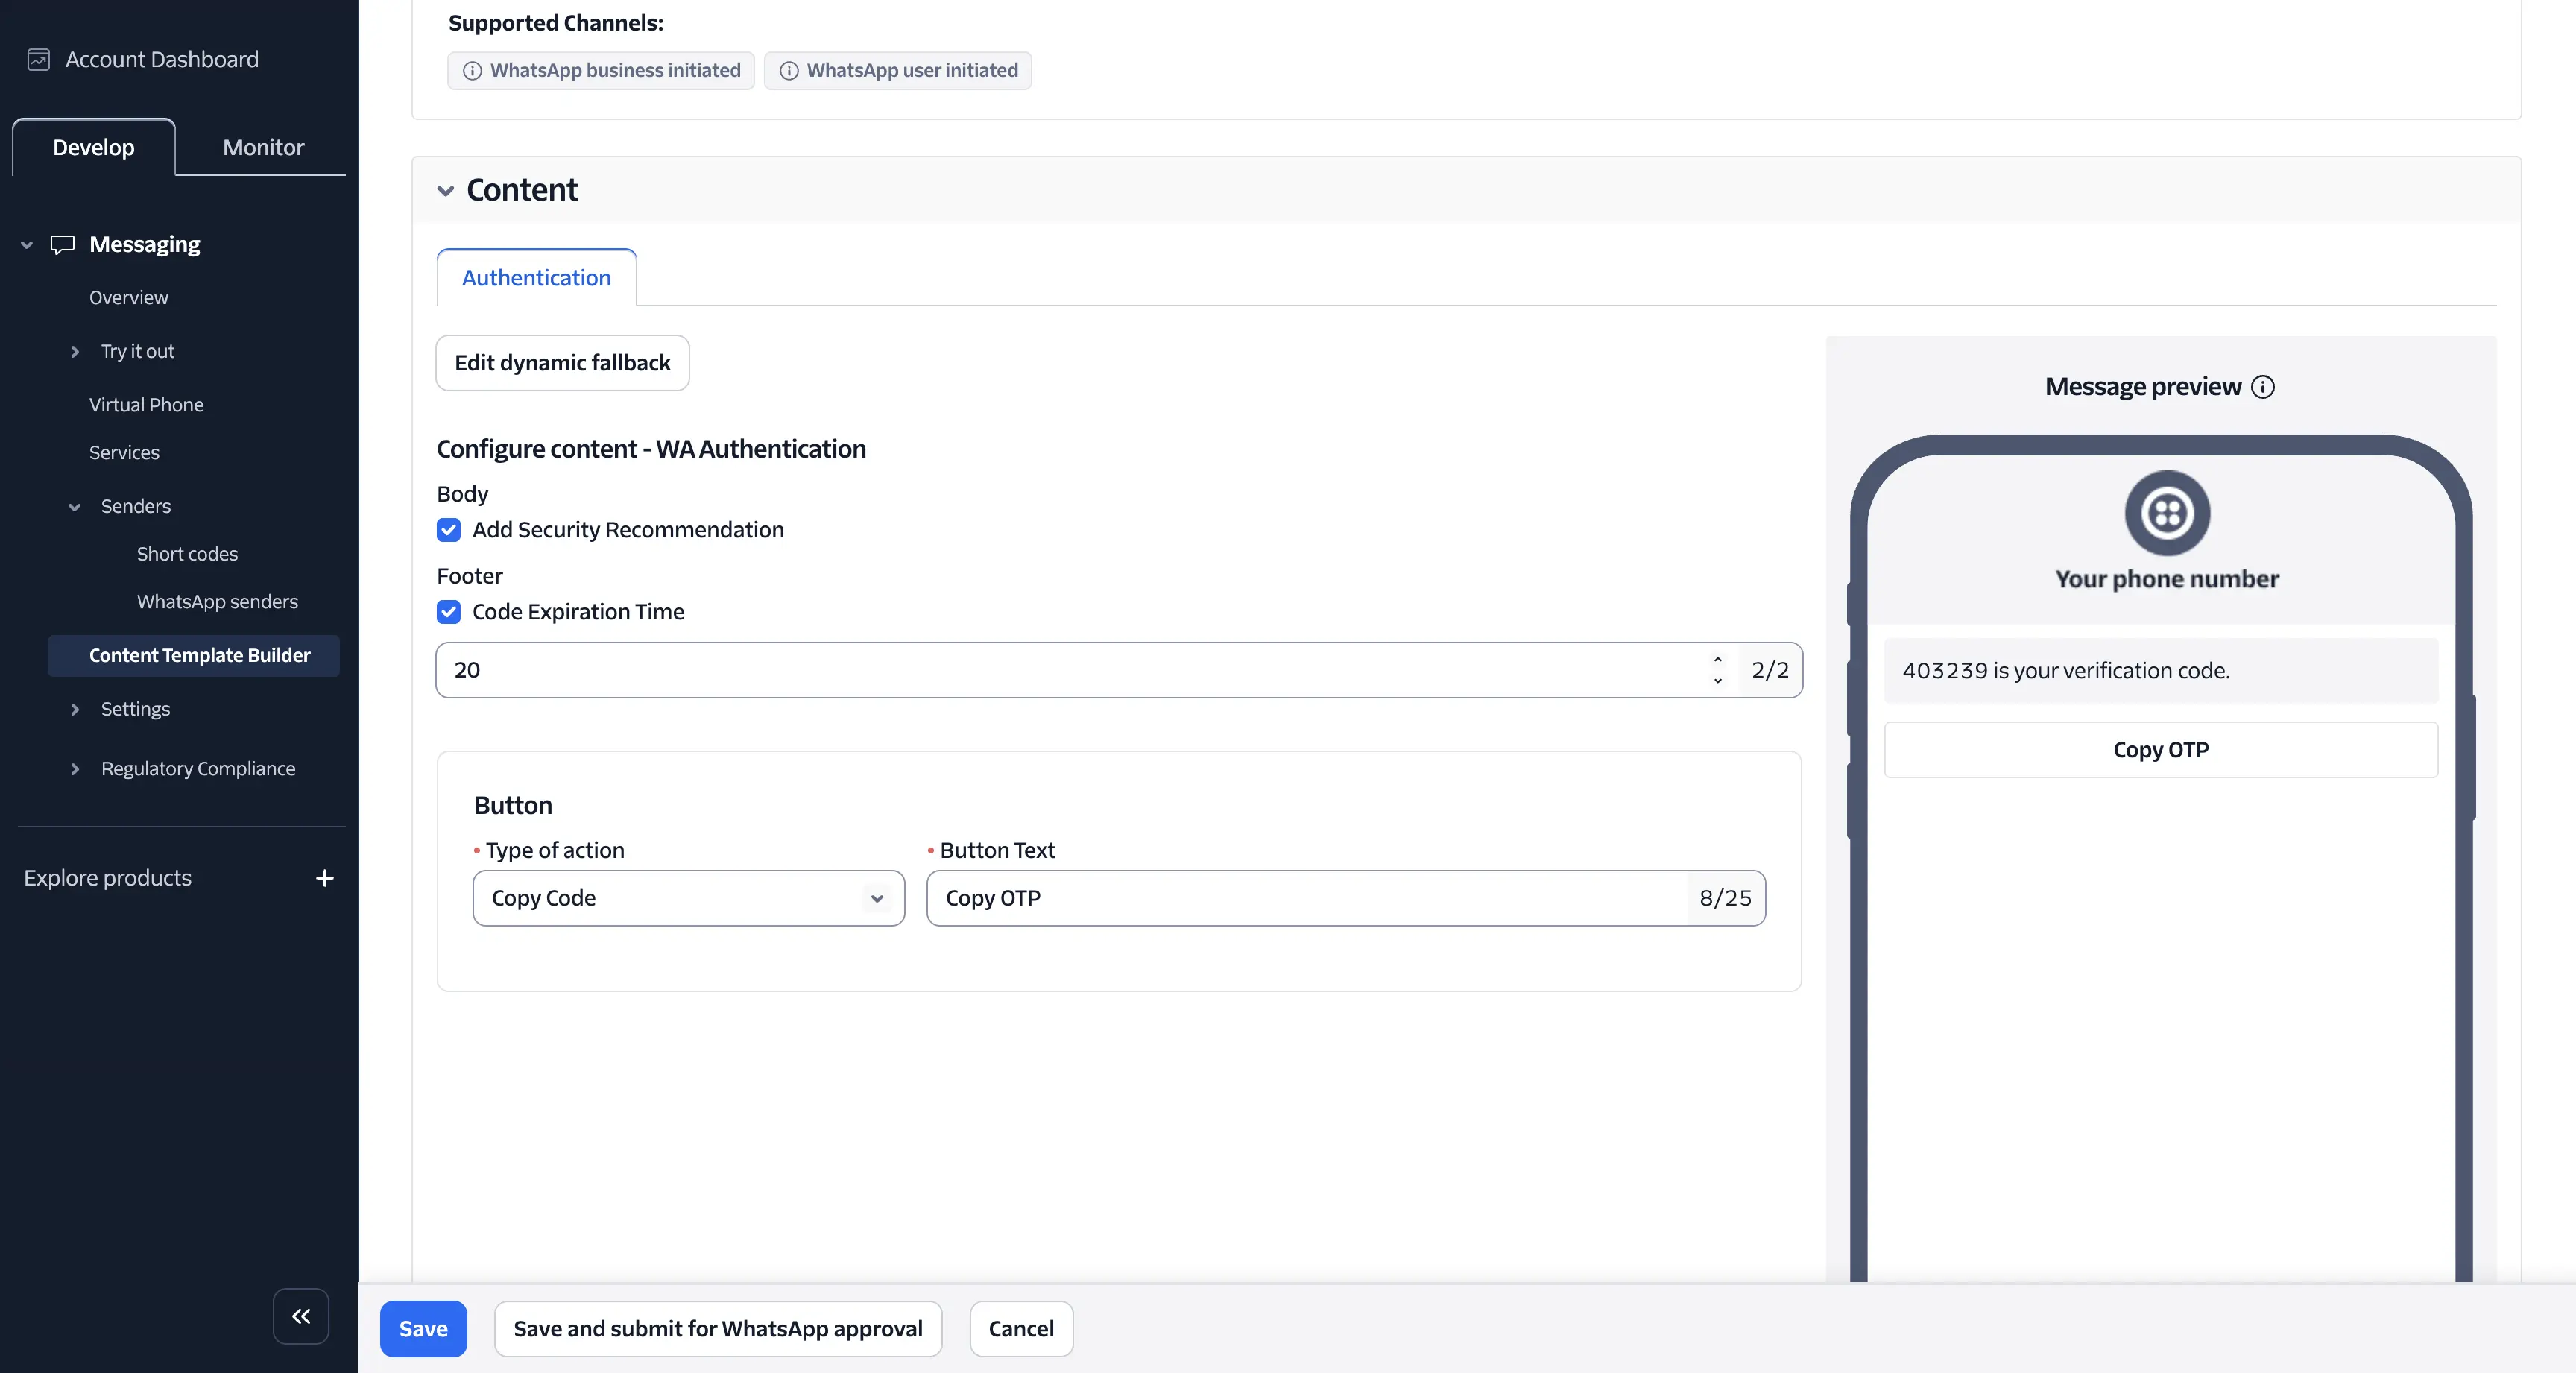 Account Dashboard
Develop
Monitor
Messaging
Overview
Try it out
Virtual Phone
Services
Senders
Short codes
WhatsApp senders
Content Template Builder
Settings
Regulatory Compliance
Explore products
Supported Channels:
WhatsApp business initiated
WhatsApp user initiated
Content
Authentication
Edit dynamic fallback
Configure content - WA Authentication
Body
Add Security Recommendation
Footer
Code Expiration Time
20
2/2
Button
• Type of action
• Button Text
Copy Code
Copy OTP
8/25
Message preview
Your phone number
403239 is your verification code.
Copy OTP
Save
Save and submit for WhatsApp approval
Cancel